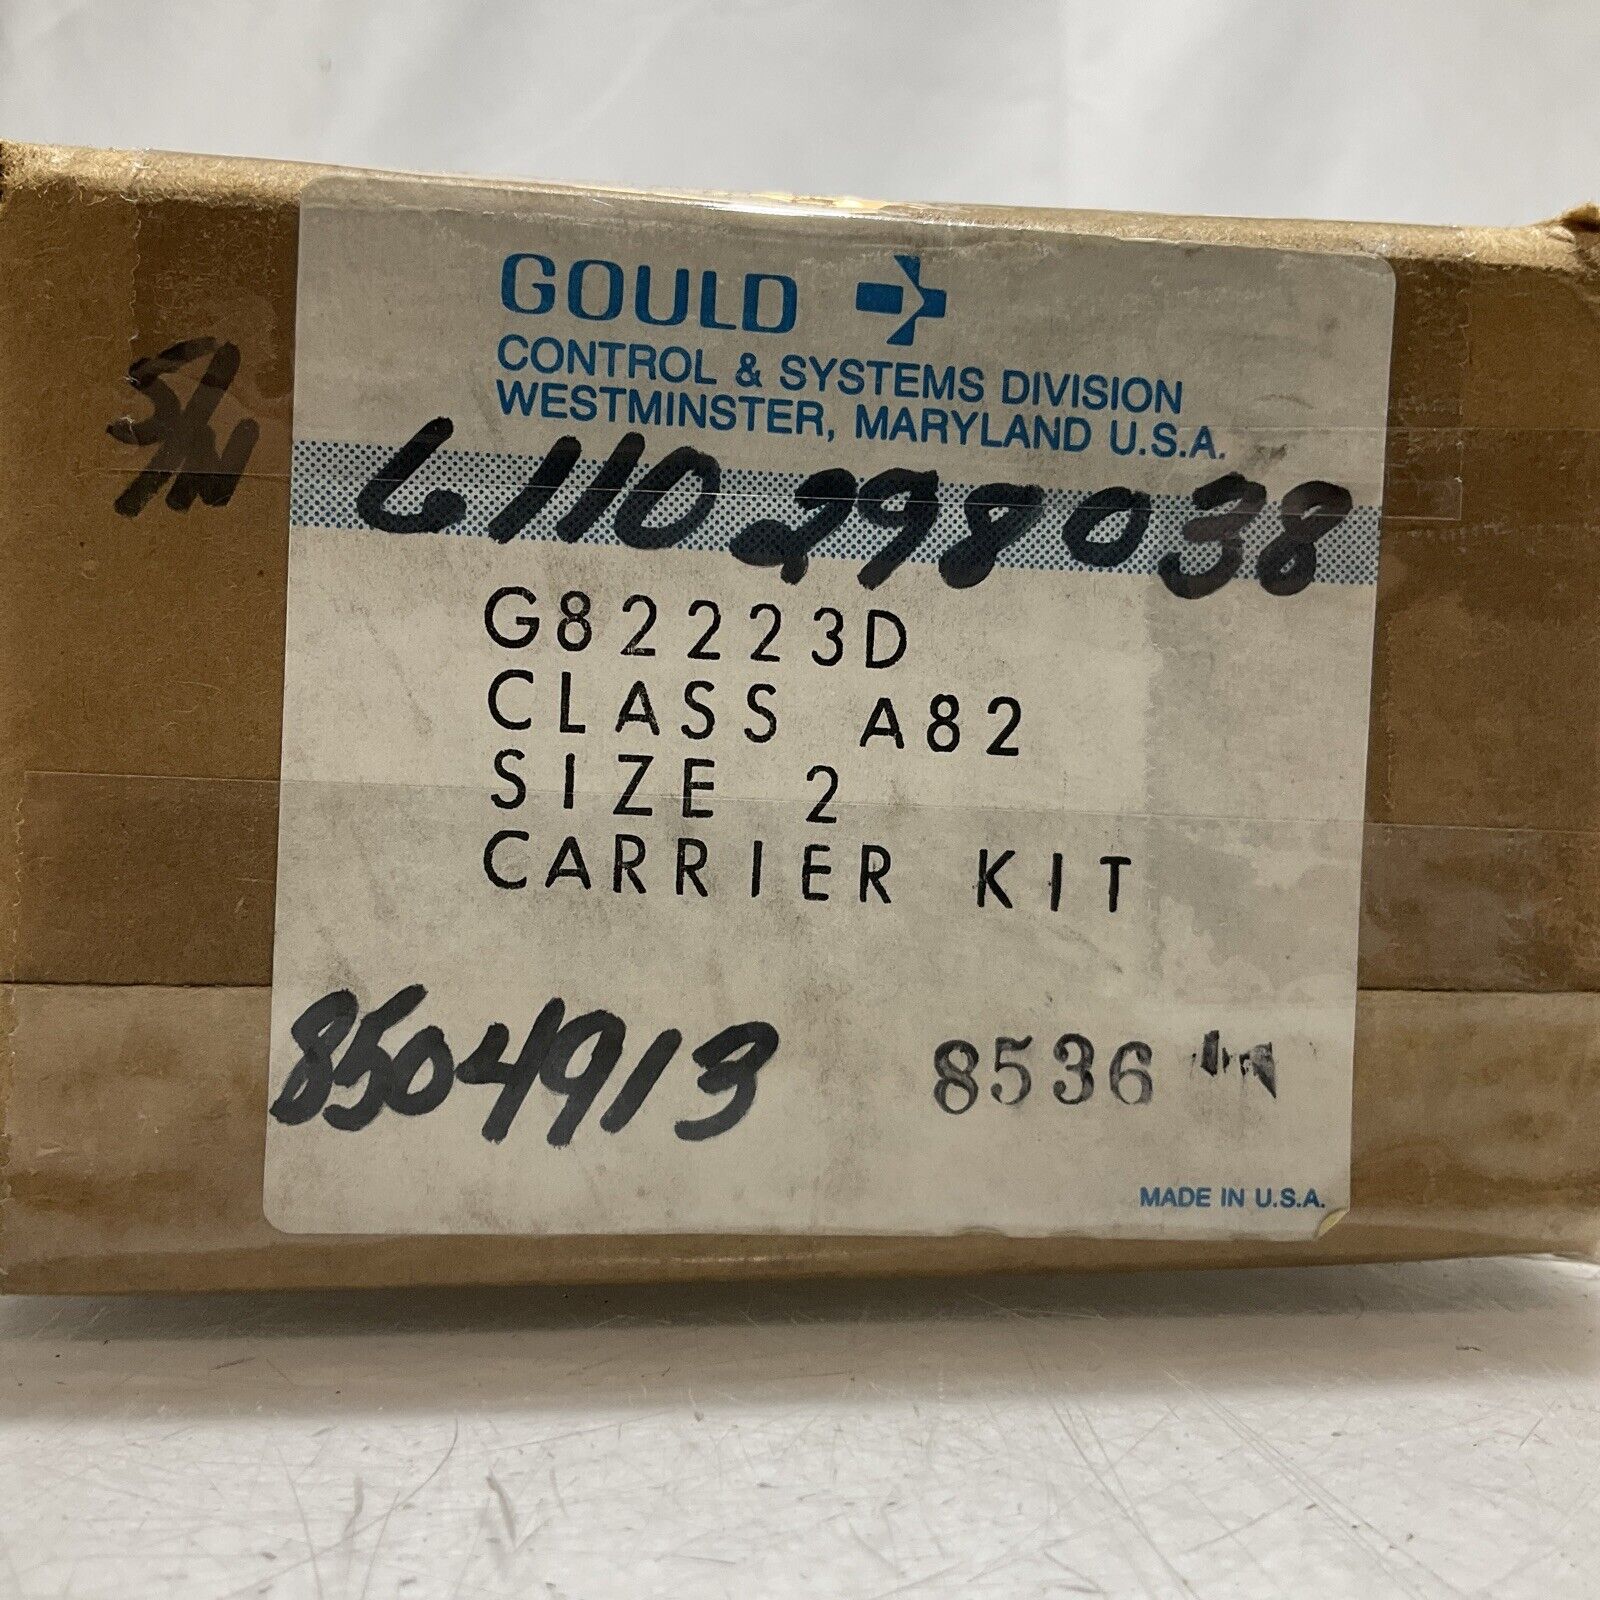 GOULD
CONTROL & SYSTEMS DIVISION
WESTMINSTER, MARYLAND U.S.A.
S/N 6110298038
G82223D
CLASS A82
SIZE 2
CARRIER KIT
8504913 8536
MADE IN U.S.A.